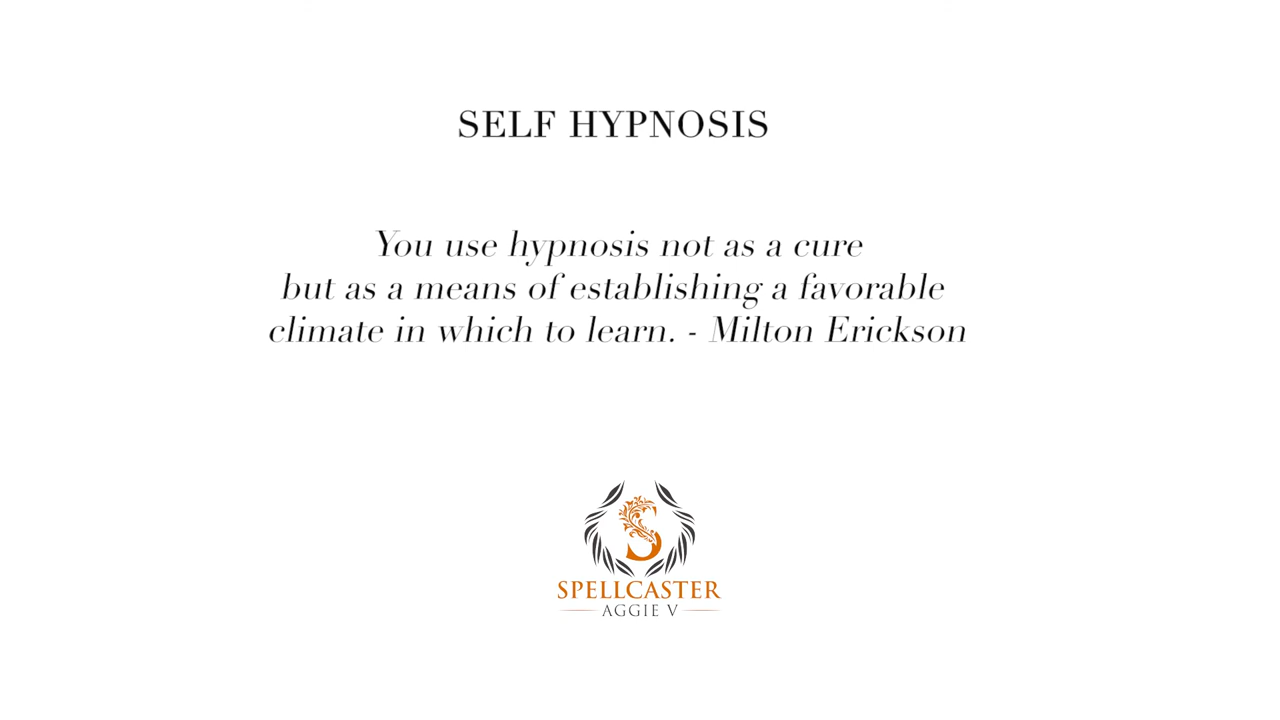 SELF HYPNOSIS
You use hypnosis not as a cure
but as a means of establishing a favorable
climate in which to learn. - Milton Erickson
S
SPELLCASTER
AGGIE V